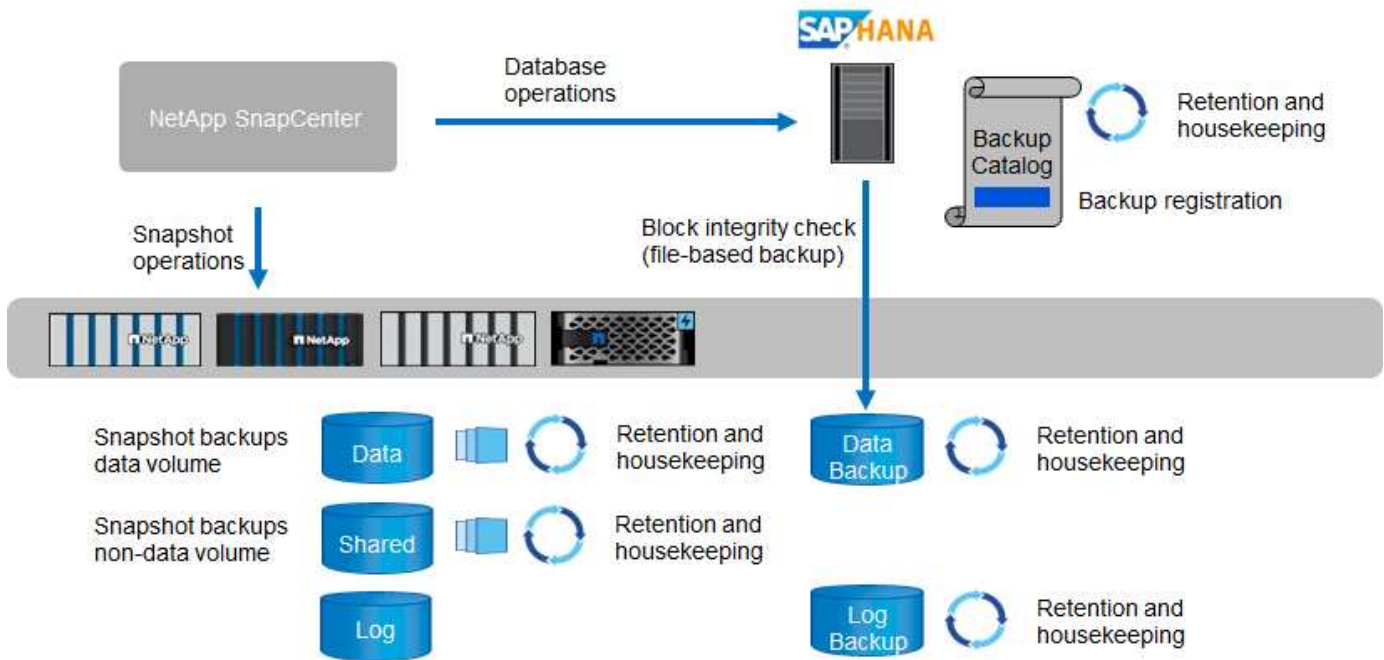 SAP HANA
NetApp SnapCenter
Database
operations
Backup
Catalog
Retention and
housekeeping
Backup registration
Snapshot
operations
Block integrity check
(file-based backup)
NetApp
NetApp
NetApp
Snapshot backups
data volume
Data
Retention and
housekeeping
Data
Backup
Retention and
housekeeping
Snapshot backups
non-data volume
Shared
Retention and
housekeeping
Log
Log
Backup
Retention and
housekeeping